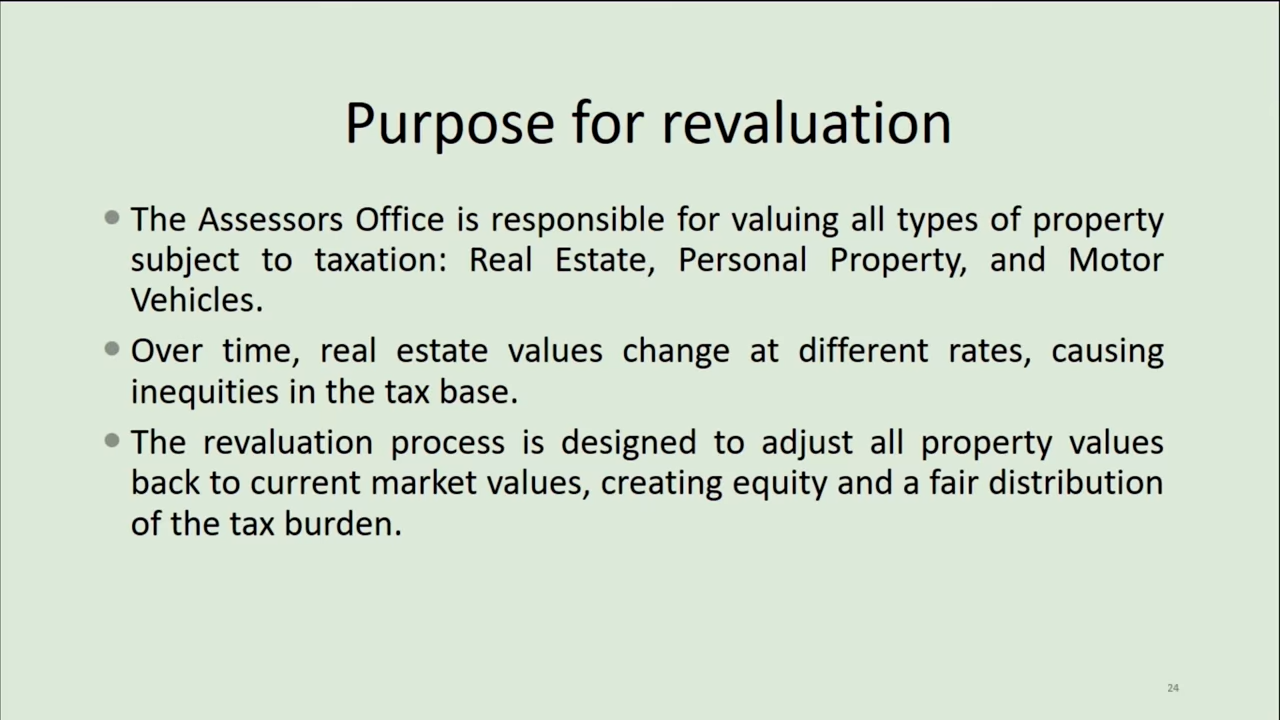 Purpose for revaluation
The Assessors Office is responsible for valuing all types of property
subject to taxation: Real Estate, Personal Property, and Motor
Vehicles.
Over time, real estate values change at different rates, causing
inequities in the tax base.
The revaluation process is designed to adjust all property values
back to current market values, creating equity and a fair distribution
of the tax burden.
24